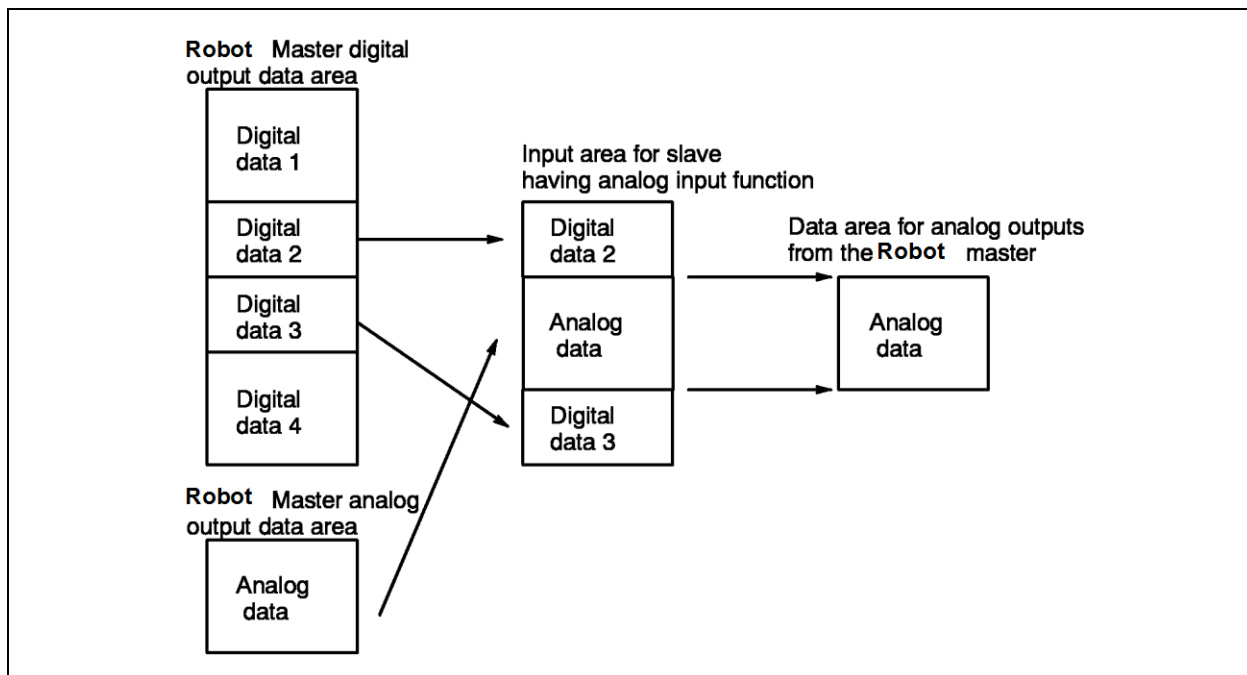 Robot Master digital
output data area
Digital
data 1
Digital
data 2
Digital
data 3
Digital
data 4
Robot Master analog
output data area
Analog
data
Input area for slave
having analog input function
Digital
data 2
Analog
data
Digital
data 3
Data area for analog outputs
from the Robot master
Analog
data